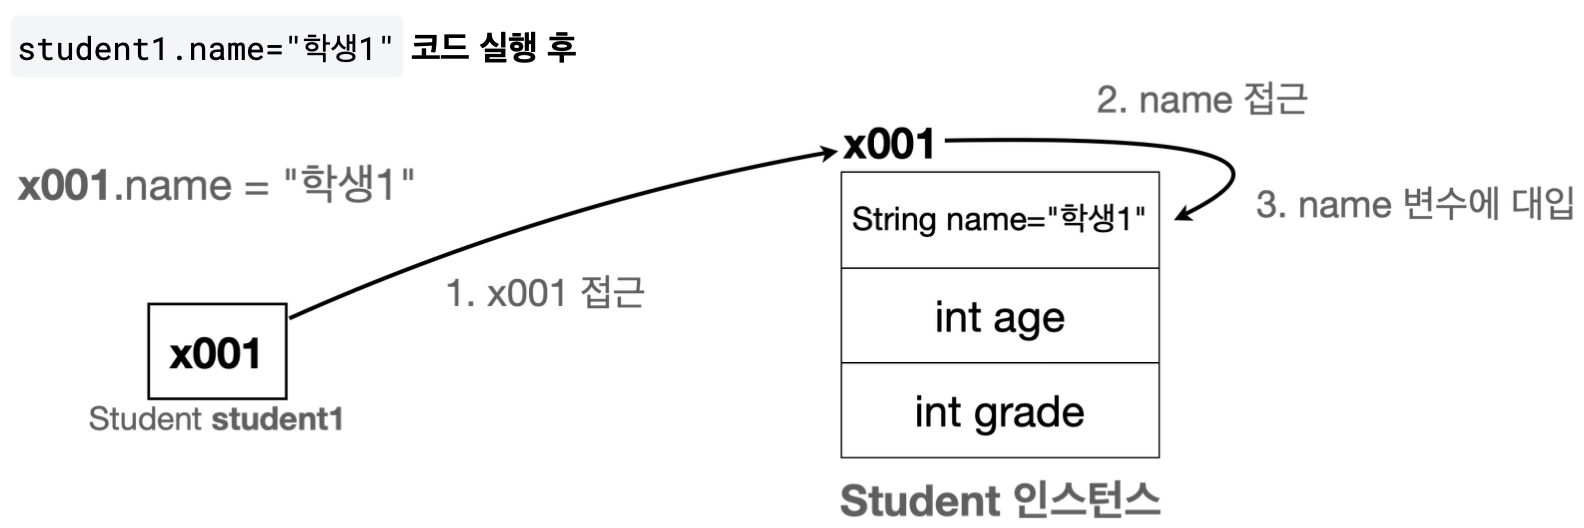 student1.name="학생1" 코드 실행 후
2. name 접근
x001
x001.name = "학생1"
3. name 변수에 대입
String name="학생1"
1. x001 접근
int age
x001
Student student1
int grade
Student 인스턴스